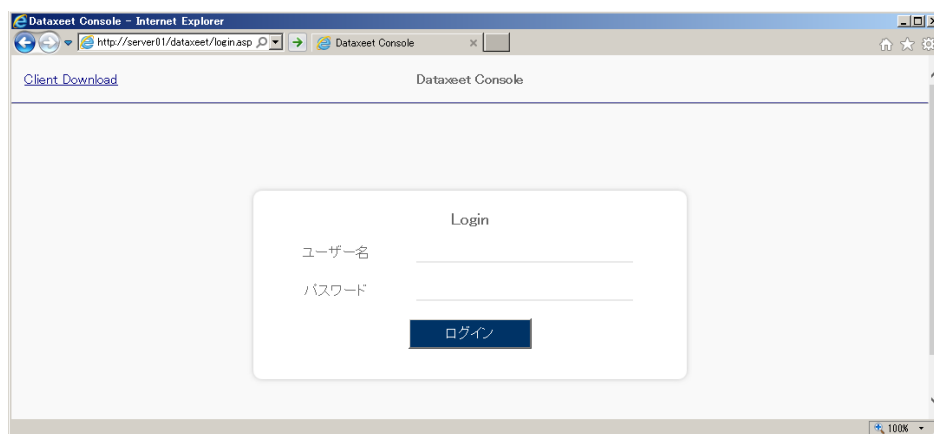 Dataxeet Console - Internet Explorer
http://server01/dataxeet/login.asp
Dataxeet Console
Client Download
Dataxeet Console
Login
ユーザー名
パスワード
ログイン
100%